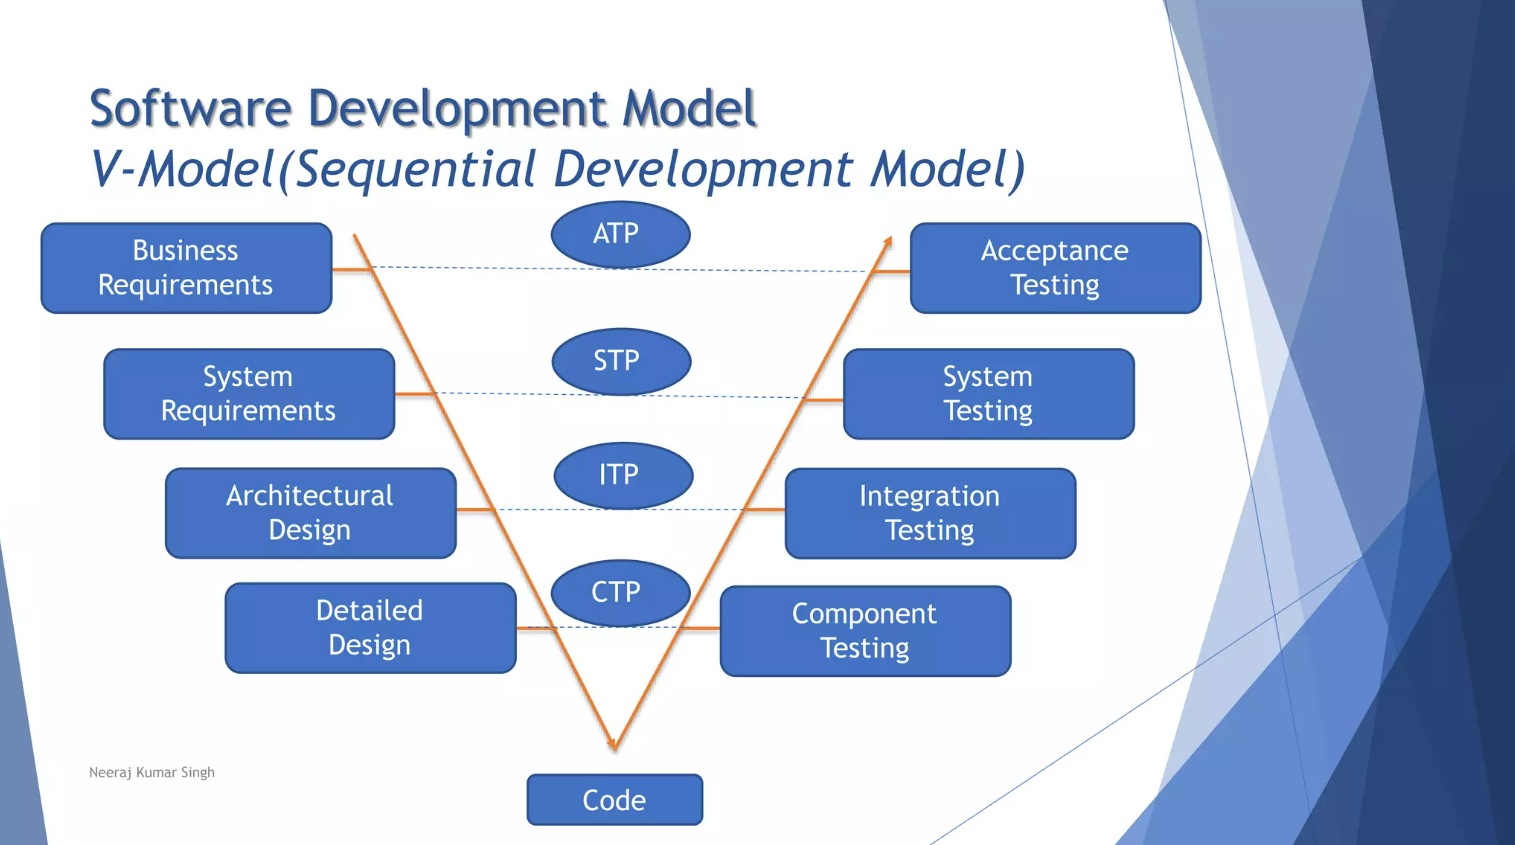 Software Development Model
V-Model(Sequential Development Model)
Business
Requirements
ATP
Acceptance
Testing
System
Requirements
STP
System
Testing
Architectural
Design
ITP
Integration
Testing
Detailed
Design
CTP
Component
Testing
Neeraj Kumar Singh
Code